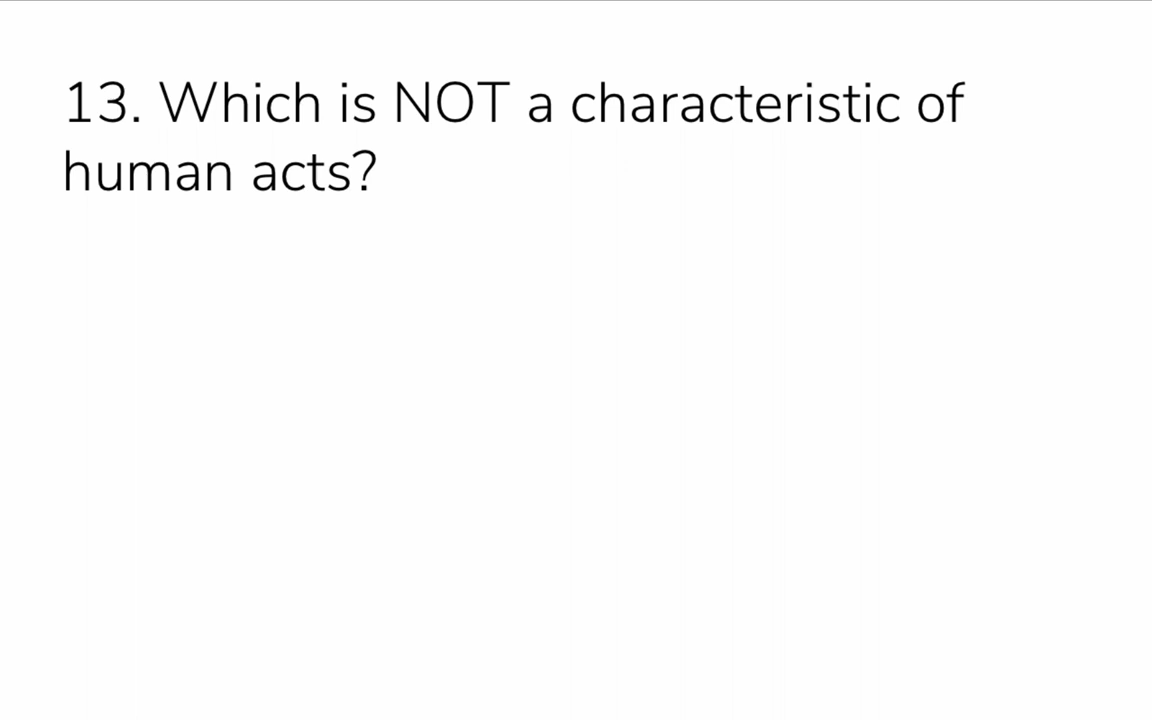 13. Which is NOT a characteristic of
human acts?